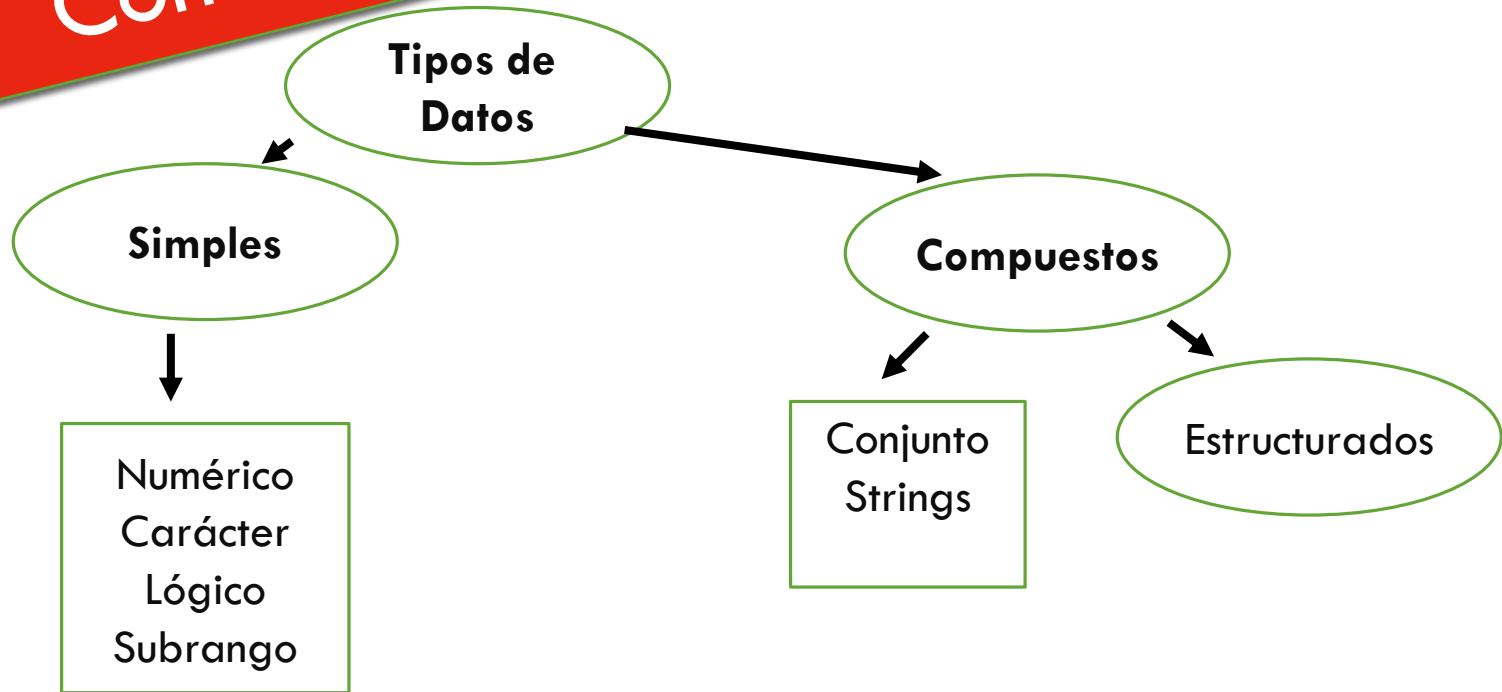 Tipos de
Datos
Simples
Compuestos
Numérico
Carácter
Lógico
Subrango
Conjunto
Strings
Estructurados